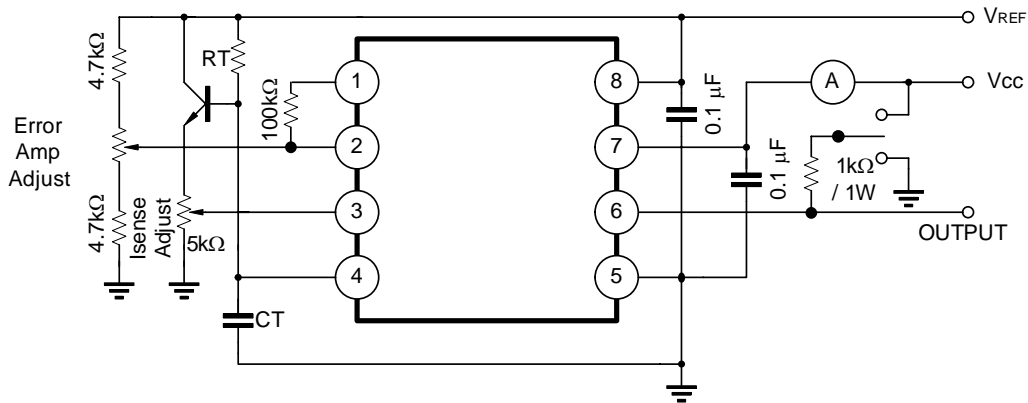 VREF
RT
4.7kΩ
1
8
A
Vcc
100kΩ
0.1 μF
Error
Amp
Adjust
2
7
0.1 μF
1kΩ
/ 1W
4.7kΩ
Isense
Adjust
3
6
5kΩ
OUTPUT
4
5
CT